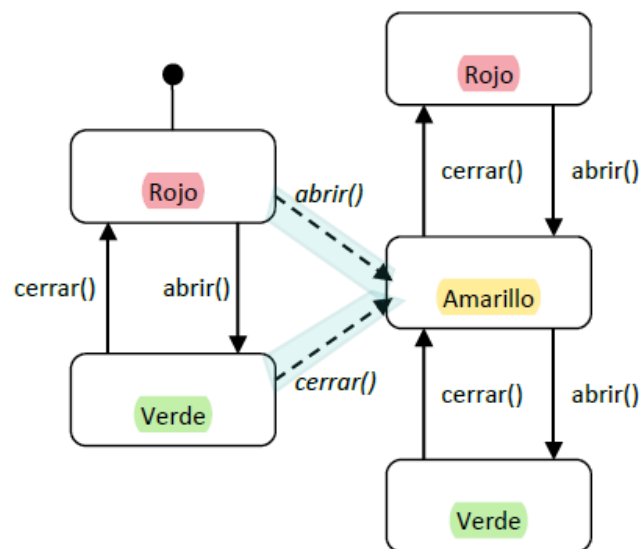 Rojo
cerrar()
abrir()
Verde
abrir()
cerrar()
Rojo
cerrar()
abrir()
Amarillo
cerrar()
abrir()
Verde